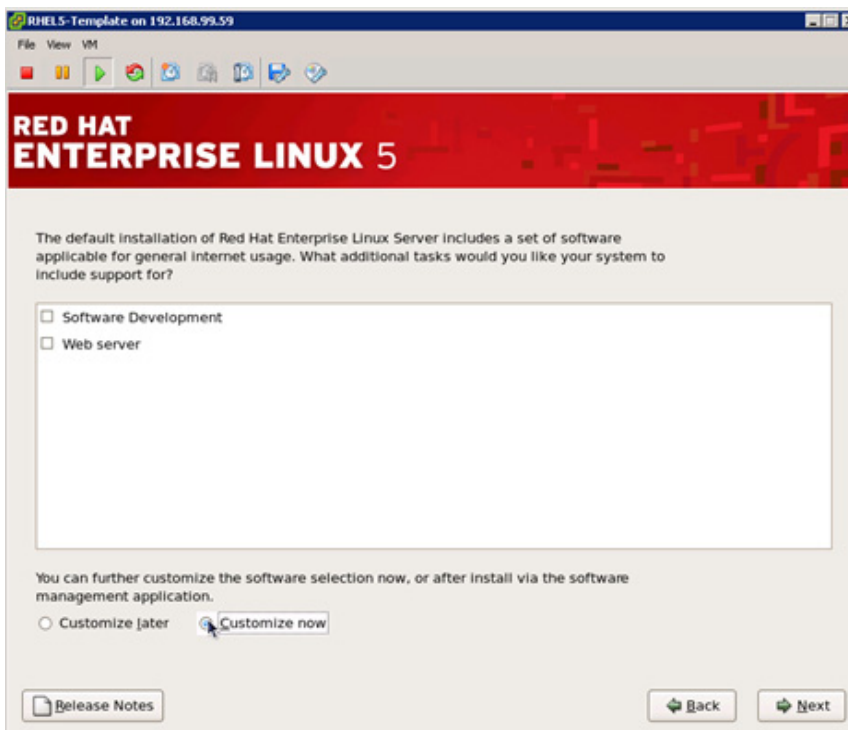 RHEL5-Template on 192.168.99.59
File View VM
RED HAT
ENTERPRISE LINUX 5
The default installation of Red Hat Enterprise Linux Server includes a set of software
applicable for general internet usage. What additional tasks would you like your system to
include support for?
Software Development
Web server
You can further customize the software selection now, or after install via the software
management application.
Customize later Customize now
Release Notes Back Next